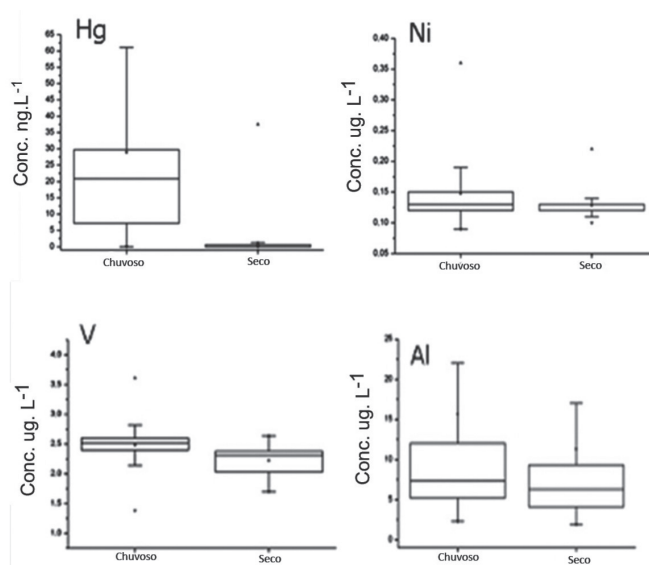 Hg
Conc. ng.L-1
65
60
55
50
45
40
35
30
25
20
15
10
5
0
Chuvoso Seco
Ni
Conc. ug. L-1
0,40
0,35
0,30
0,25
0,20
0,15
0,10
0,05
Chuvoso Seco
V
Conc. ug. L-1
4,0
3,5
3,0
2,5
2,0
1,5
1,0
Chuvoso Seco
Al
Conc. ug. L-1
25
20
15
10
5
0
Chuvoso Seco